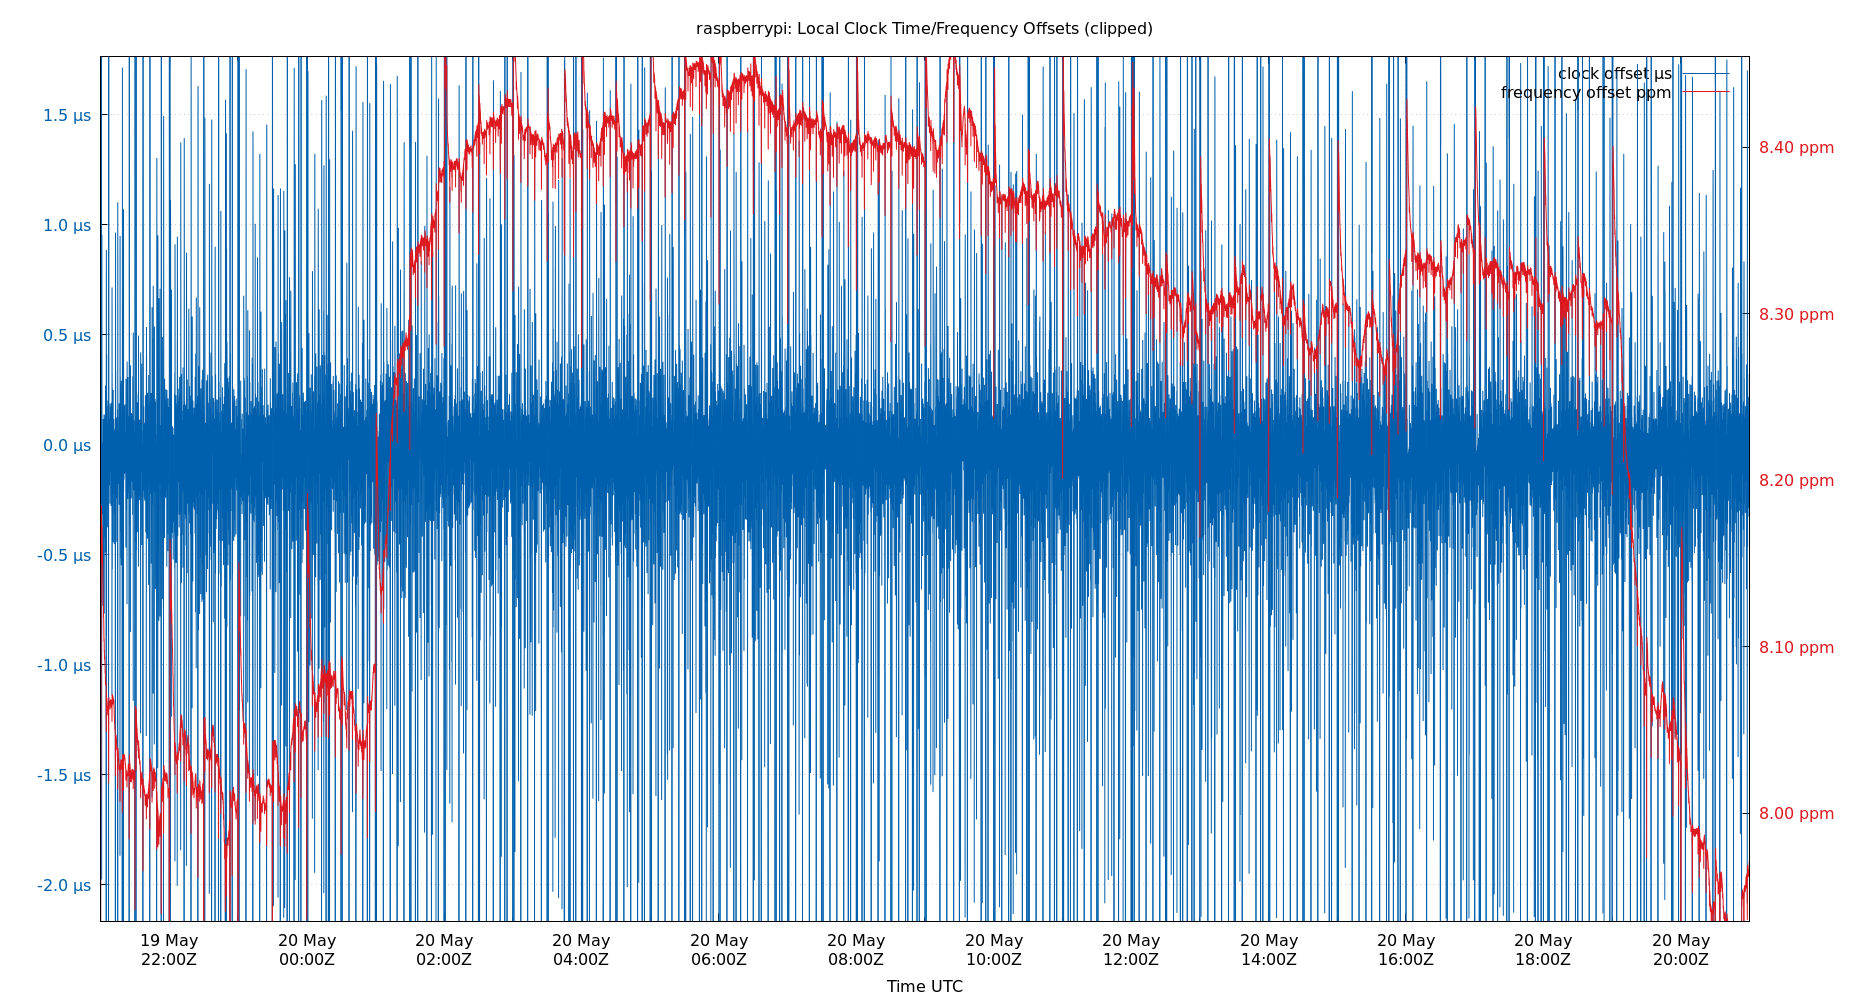 raspberrypi: Local Clock Time/Frequency Offsets (clipped)
clock offset µs
frequency offset ppm
1.5 µs
1.0 µs
0.5 µs
0.0 µs
-0.5 µs
-1.0 µs
-1.5 µs
-2.0 µs
8.40 ppm
8.30 ppm
8.20 ppm
8.10 ppm
8.00 ppm
19 May
22:00Z
20 May
00:00Z
20 May
02:00Z
20 May
04:00Z
20 May
06:00Z
20 May
08:00Z
20 May
10:00Z
20 May
12:00Z
20 May
14:00Z
20 May
16:00Z
20 May
18:00Z
20 May
20:00Z
Time UTC